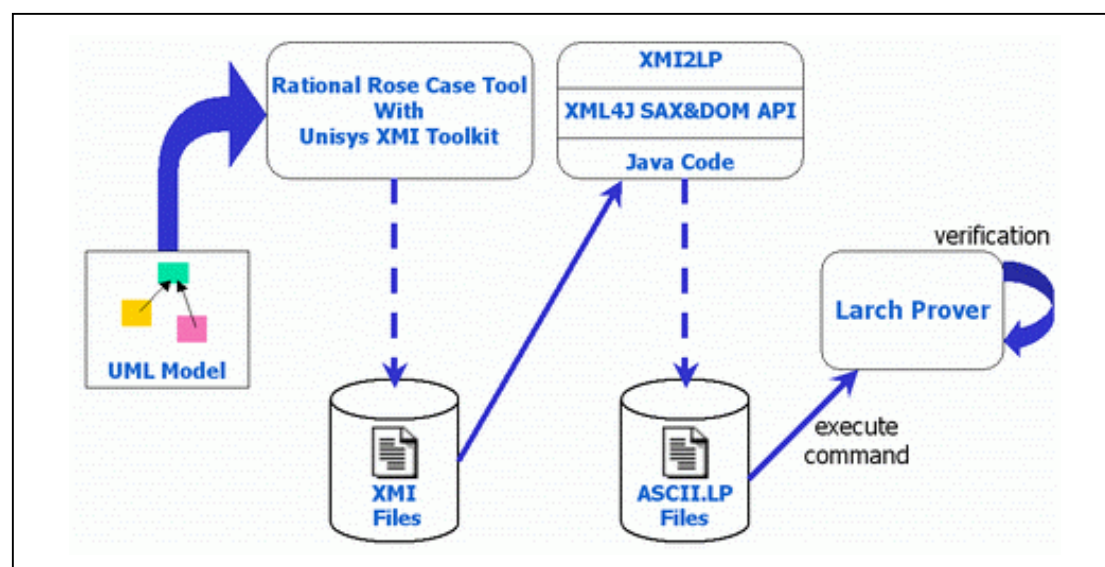 Rational Rose Case Tool
With
Unisys XMI Toolkit
XMI2LP
XML4J SAX&DOM API
Java Code
verification
Larch Prover
UML Model
execute
command
XMI
Files
ASCII.LP
Files